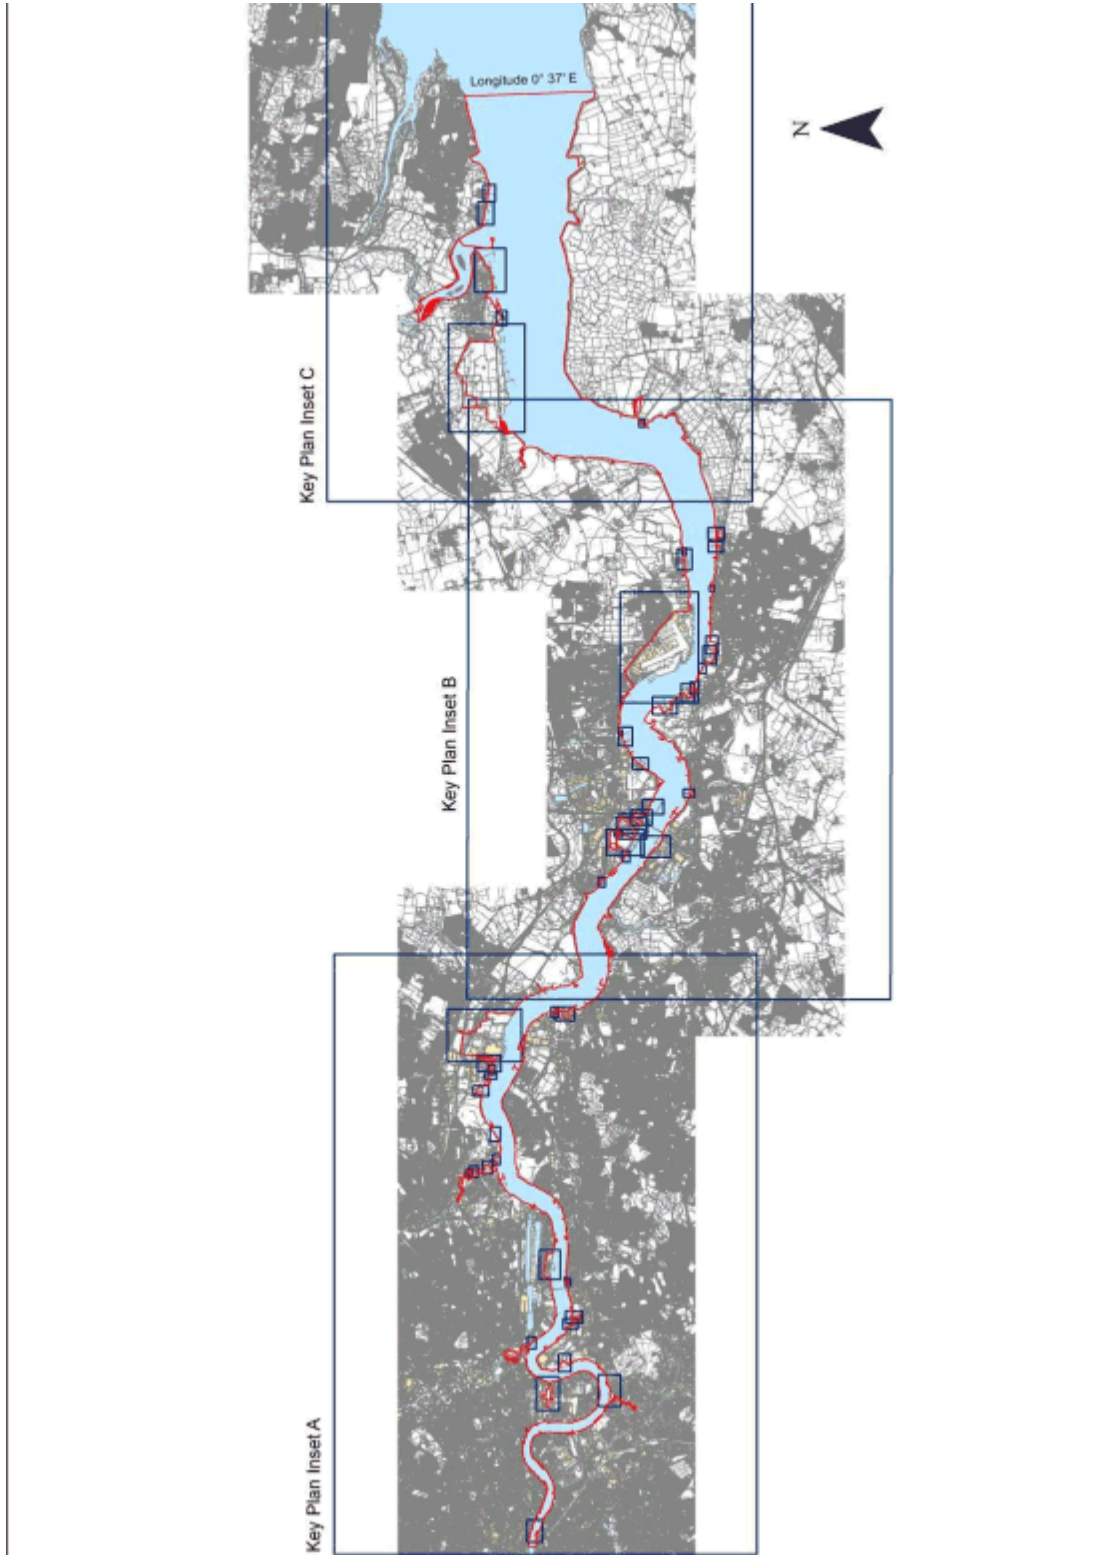 Longitude 0° 37' E
N
Key Plan Inset C
Key Plan Inset B
Key Plan Inset A